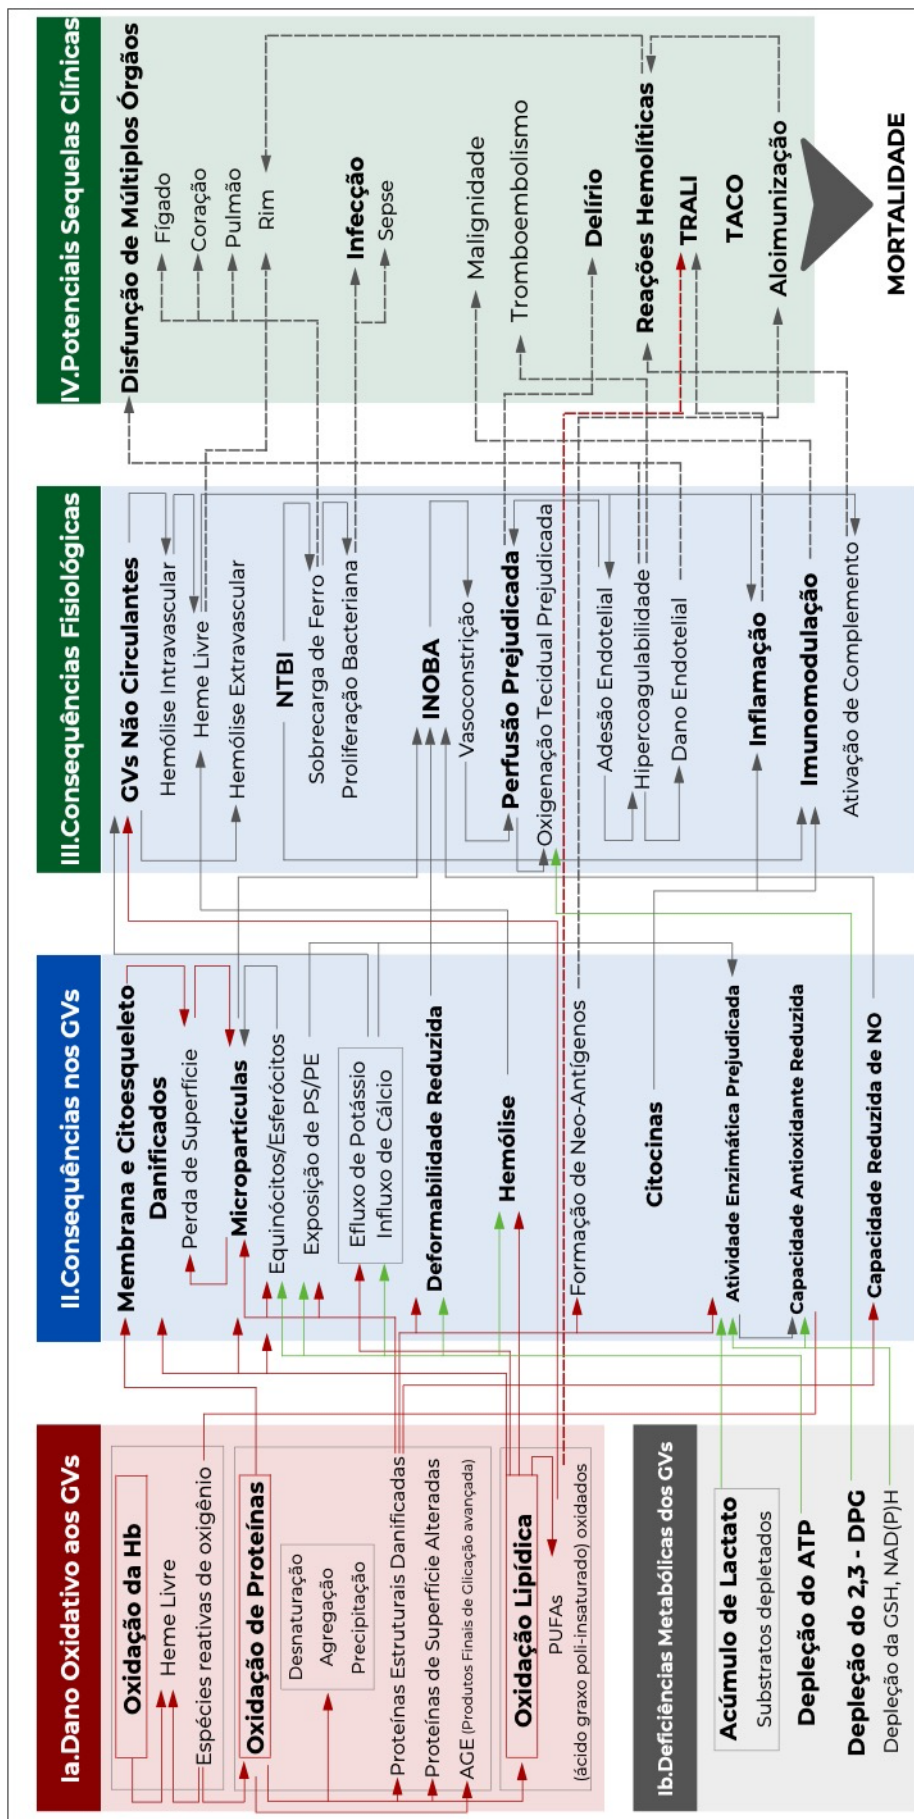 Ia.Dano Oxidativo aos GVs
Oxidação da Hb
Heme Livre
Espécies reativas de oxigênio
Oxidação de Proteínas
Desnaturação
Agregação
Precipitação
Proteínas Estruturais Danificadas
Proteínas de Superfície Alteradas
AGE (Produtos Finais de Glicação avançada)
Oxidação Lipídica
PUFAs
(ácido graxo poli-insaturado) oxidados
Ib.Deficiências Metabólicas dos GVs
Acúmulo de Lactato
Substratos depletados
Depleção do ATP
Depleção do 2,3 - DPG
Depleção da GSH, NAD(P)H
II.Consequências nos GVs
Membrana e Citoesqueleto
Danificados
Perda de Superfície
Micropartículas
Equinócitos/Esferócitos
Exposição de PS/PE
Efluxo de Potássio
Influxo de Cálcio
Deformabilidade Reduzida
Hemólise
Formação de Neo-Antígenos
Citocinas
Atividade Enzimática Prejudicada
Capacidade Antioxidante Reduzida
Capacidade Reduzida de NO
III.Consequências Fisiológicas
GVs Não Circulantes
Hemólise Intravascular
Heme Livre
Hemólise Extravascular
NTBI
Sobrecarga de Ferro
Proliferação Bacteriana
INOBA
Vasoconstrição
Perfusão Prejudicada
Oxigenação Tecidual Prejudicada
Adesão Endotelial
Hipercoagulabilidade
Dano Endotelial
Inflamação
Imunomodulação
Ativação de Complemento
IV.Potenciais Sequelas Clínicas
Disfunção de Múltiplos Órgãos
Fígado
Coração
Pulmão
Rim
Infecção
Sepse
Malignidade
Tromboembolismo
Delírio
Reações Hemolíticas
TRALI
TACO
Aloimunização
MORTALIDADE